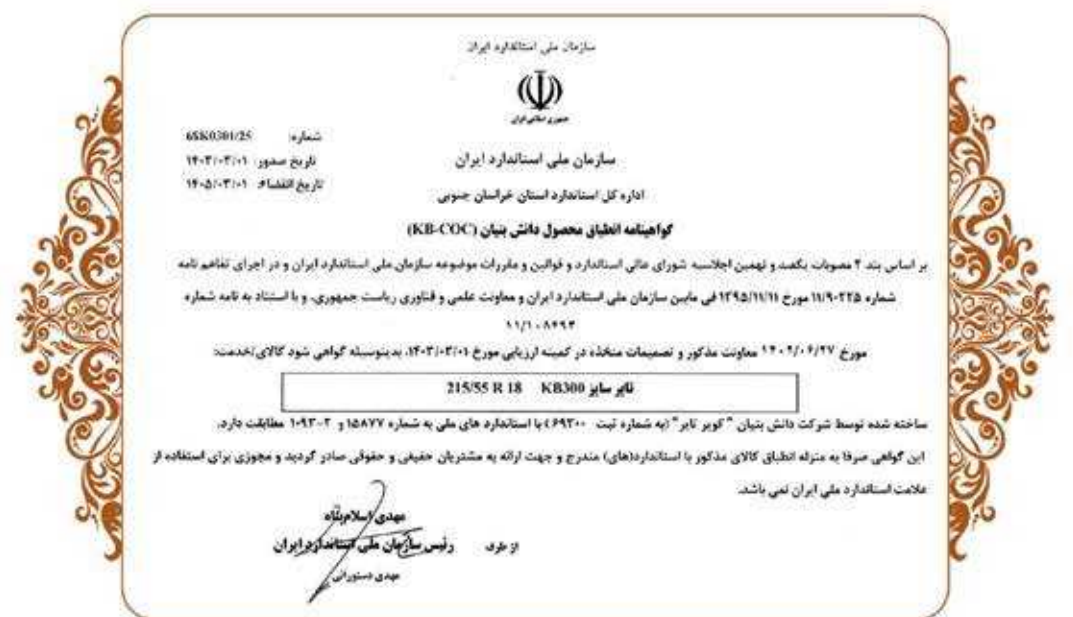 سازمان ملی استاندارد ایران
جمهوری اسلامی ایران
شماره: 6SK0301/25
تاریخ صدور: ۱۴۰۳/۰۳/۰۱
تاریخ انقضاء: ۱۴۰۵/۰۳/۰۱
سازمان ملی استاندارد ایران
اداره کل استاندارد استان خراسان جنوبی
گواهینامه انطباق محصول دانش بنیان (KB-COC)
بر اساس بند ۲ مصوبات یکصد و نهمین اجلاسیه شورای عالی استاندارد و قوانین و مقررات موضوعه سازمان ملی استاندارد ایران و در اجرای تفاهم نامه
شماره ۱۱/۹۰۲۲۵ مورخ ۱۳۹۵/۱۱/۱۱ فی مابین سازمان ملی استاندارد ایران و معاونت علمی و فناوری ریاست جمهوری، و با استناد به نامه شماره
۱۱/۱۰۸۶۹۳
مورخ ۱۴۰۲/۰۶/۲۷ معاونت مذکور و تصمیمات متخذه در کمیته ارزیابی مورخ ۱۴۰۳/۰۳/۰۱، بدینوسیله گواهی می شود کالای/خدمت:
تایر سایز 215/55 R 18 KB300
ساخته شده توسط شرکت دانش بنیان "کویر تایر" (به شماره ثبت ۶۹۳۰۰) با استاندارد های ملی به شماره ۱۵۸۷۷ و ۱۰۹۳-۲ مطابقت دارد.
این گواهی صرفا به منزله انطباق کالای مذکور با استاندارد(های) مندرج و جهت ارائه به مشتریان حقیقی و حقوقی صادر گردید و مجوزی برای استفاده از
علامت استاندارد ملی ایران نمی باشد.
مهدی اسلام‌پناه
از طرف رئیس سازمان ملی استاندارد ایران
مهدی دستورانی